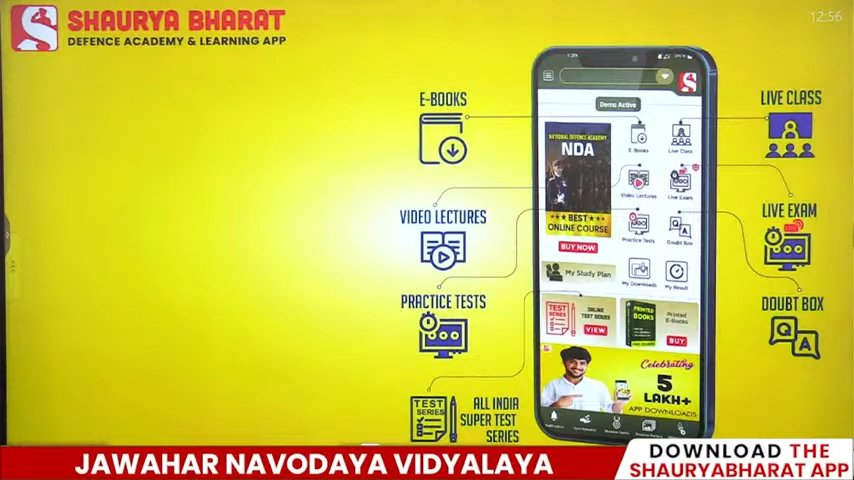 SHAURYA BHARAT
DEFENCE ACADEMY & LEARNING APP
12:56
E-BOOKS
VIDEO LECTURES
PRACTICE TESTS
TEST SERIES
ALL INDIA
SUPER TEST
SERIES
1:29
Demo Active
NATIONAL DEFENCE ACADEMY
NDA
BEST
ONLINE COURSE
BUY NOW
E Books
Live Class
Video Lectures
Live Exam
Practice Tests
Doubt Box
My Downloads
My Result
My Study Plan
TEST
SERIES
ONLINE
TEST SERIES
VIEW
PRINTED
BOOKS
Printed
E-Books
BUY
Celebrating
5
LAKH+
APP DOWNLOADS
LIVE CLASS
LIVE EXAM
LIVE
DOUBT BOX
Q A
JAWAHAR NAVODAYA VIDYALAYA
DOWNLOAD THE
SHAURYABHARAT APP